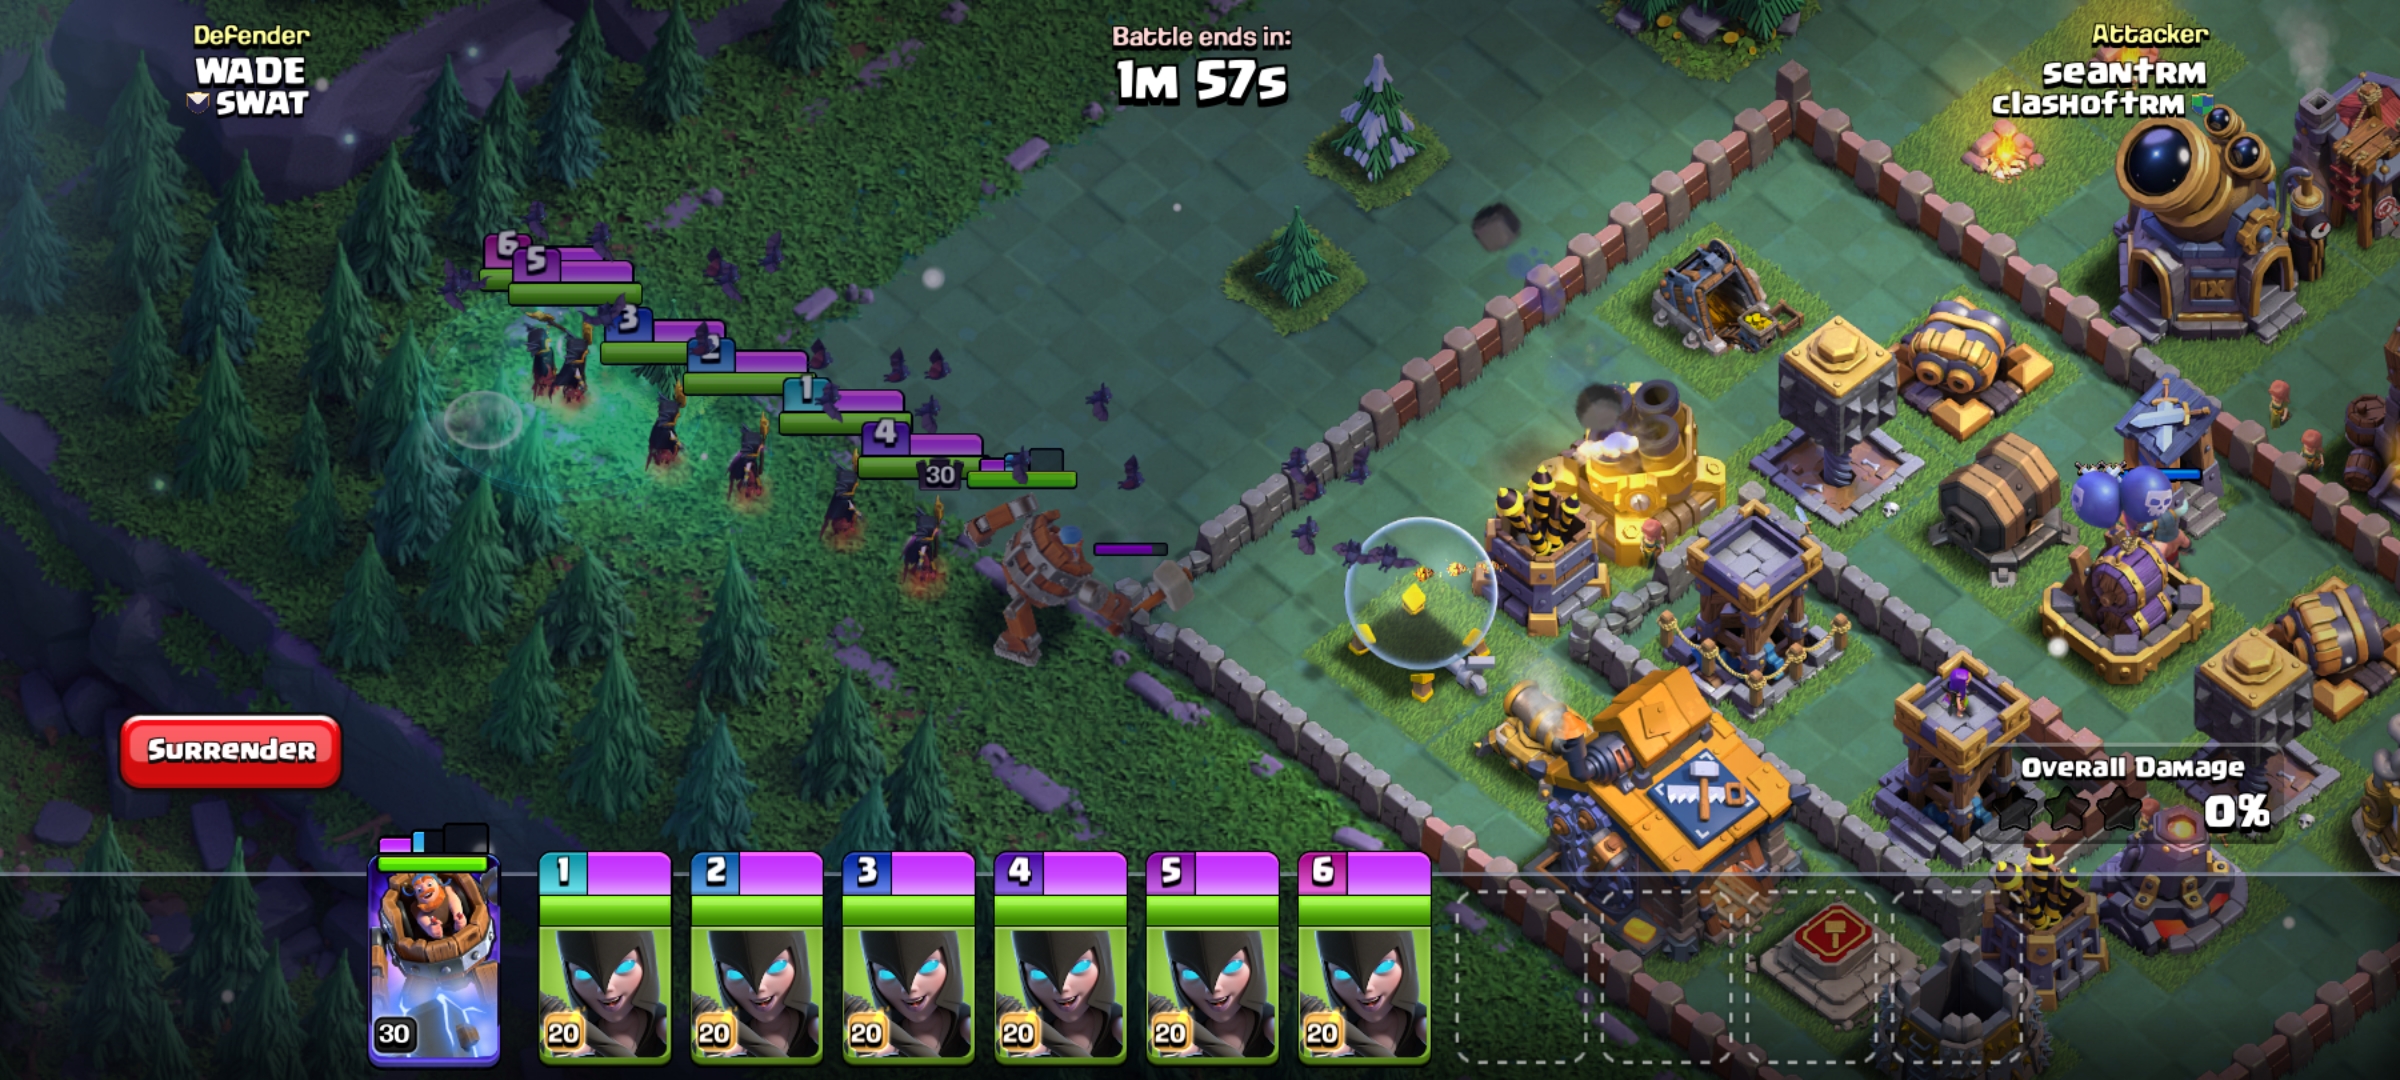 Defender
WADE
SWAT
Battle ends in:
1M 57s
Attacker
seantrm
clashoftrm
6
5
3
2
1
4
30
IX
Surrender
Overall Damage
0%
1
2
3
4
5
6
30
20
20
20
20
20
20